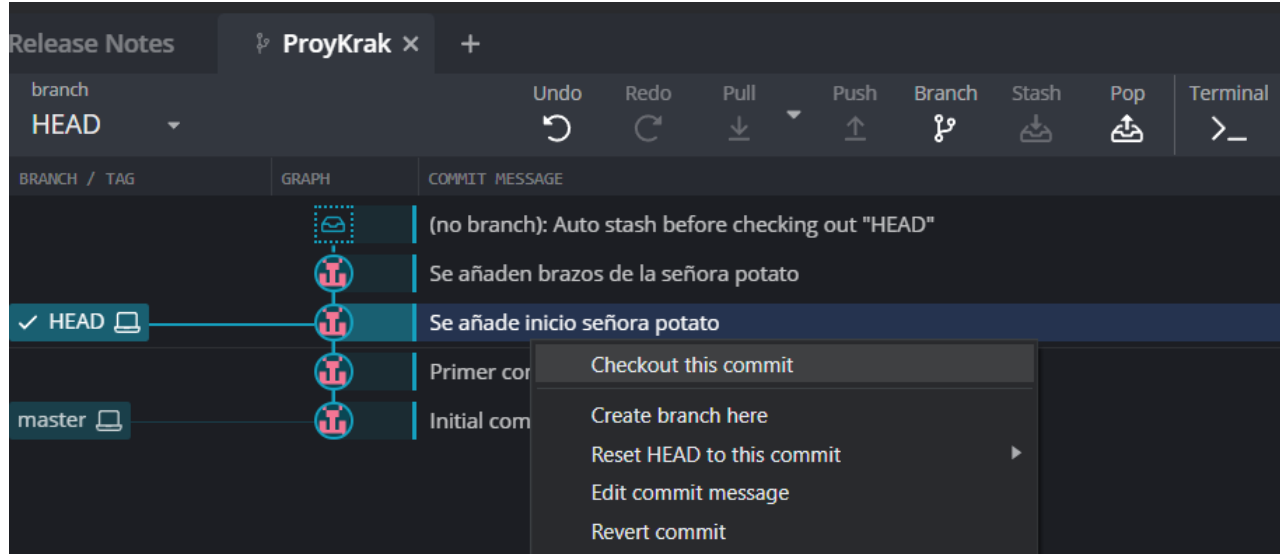 Release Notes ProyKrak × +
branch Undo Redo Pull Push Branch Stash Pop Terminal
HEAD
BRANCH / TAG GRAPH COMMIT MESSAGE
(no branch): Auto stash before checking out "HEAD"
Se añaden brazos de la señora potato
HEAD Se añade inicio señora potato
Primer cor
master Initial com
Checkout this commit
Create branch here
Reset HEAD to this commit
Edit commit message
Revert commit